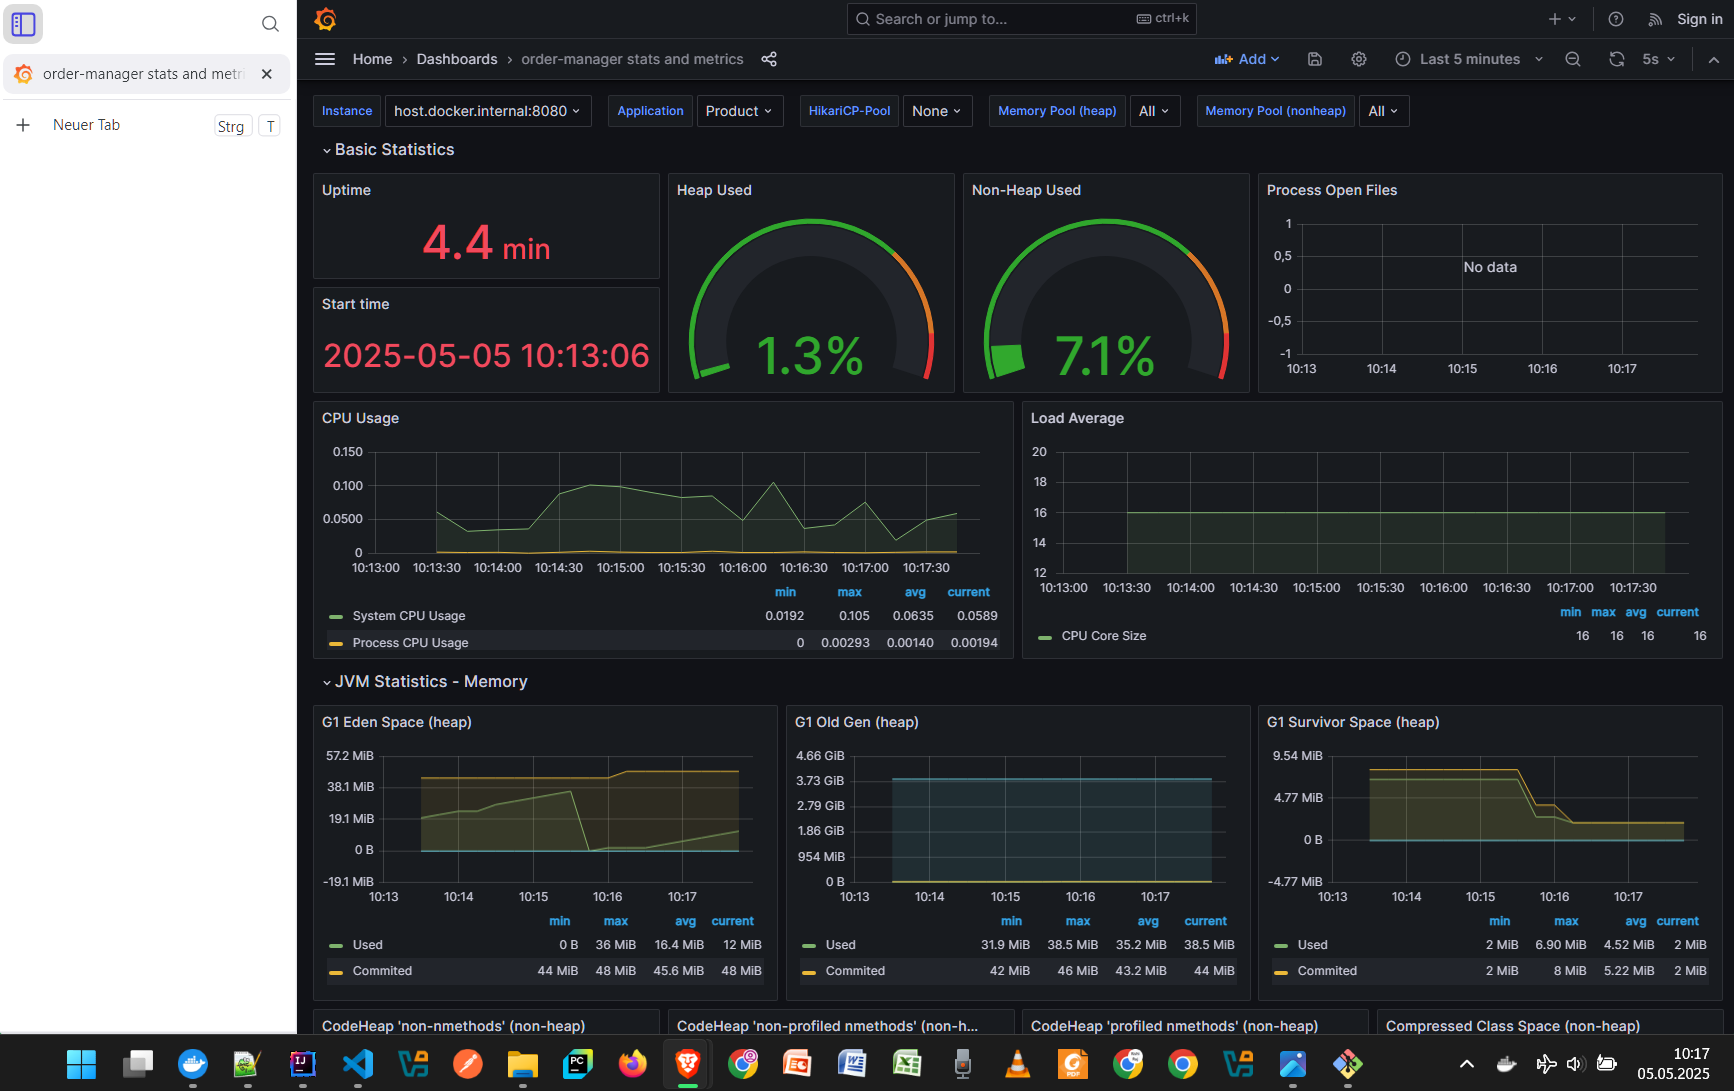 order-manager stats and metri
Neuer Tab Strg T
Search or jump to... ctrl+k
Sign in
Home › Dashboards › order-manager stats and metrics
Add
Last 5 minutes
5s
Instance host.docker.internal:8080 Application Product HikariCP-Pool None Memory Pool (heap) All Memory Pool (nonheap) All
Basic Statistics
Uptime
4.4 min
Start time
2025-05-05 10:13:06
Heap Used
1.3%
Non-Heap Used
7.1%
Process Open Files
1
0,5
0
-0,5
-1
No data
10:13 10:14 10:15 10:16 10:17
CPU Usage
0.150
0.100
0.0500
0
10:13:00 10:13:30 10:14:00 10:14:30 10:15:00 10:15:30 10:16:00 10:16:30 10:17:00 10:17:30
min max avg current
System CPU Usage 0.0192 0.105 0.0635 0.0589
Process CPU Usage 0 0.00293 0.00140 0.00194
Load Average
20
18
16
14
12
10:13:00 10:13:30 10:14:00 10:14:30 10:15:00 10:15:30 10:16:00 10:16:30 10:17:00 10:17:30
min max avg current
CPU Core Size 16 16 16 16
JVM Statistics - Memory
G1 Eden Space (heap)
57.2 MiB
38.1 MiB
19.1 MiB
0 B
-19.1 MiB
10:13 10:14 10:15 10:16 10:17
min max avg current
Used 0 B 36 MiB 16.4 MiB 12 MiB
Commited 44 MiB 48 MiB 45.6 MiB 48 MiB
G1 Old Gen (heap)
4.66 GiB
3.73 GiB
2.79 GiB
1.86 GiB
954 MiB
0 B
10:13 10:14 10:15 10:16 10:17
min max avg current
Used 31.9 MiB 38.5 MiB 35.2 MiB 38.5 MiB
Commited 42 MiB 46 MiB 43.2 MiB 44 MiB
G1 Survivor Space (heap)
9.54 MiB
4.77 MiB
0 B
-4.77 MiB
10:13 10:14 10:15 10:16 10:17
min max avg current
Used 2 MiB 6.90 MiB 4.52 MiB 2 MiB
Commited 2 MiB 8 MiB 5.22 MiB 2 MiB
CodeHeap 'non-nmethods' (non-heap)
CodeHeap 'non-profiled nmethods' (non-h...
CodeHeap 'profiled nmethods' (non-heap)
Compressed Class Space (non-heap)
10:17
05.05.2025